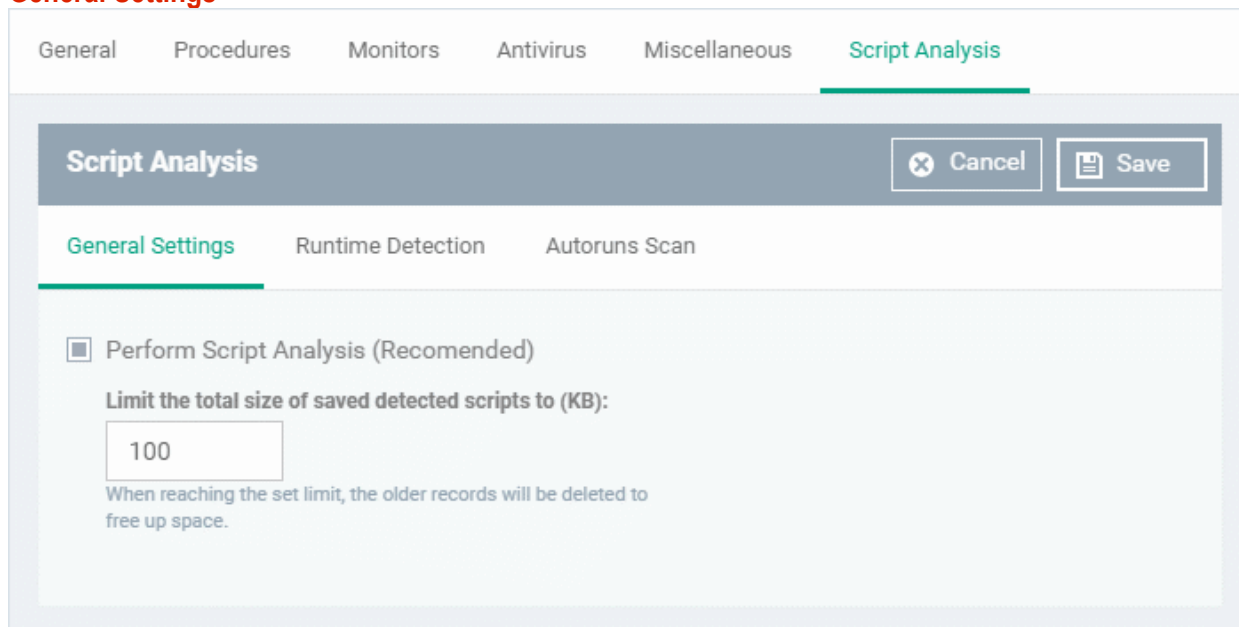 General Settings
General Procedures Monitors Antivirus Miscellaneous Script Analysis
Script Analysis Cancel Save
General Settings Runtime Detection Autoruns Scan
Perform Script Analysis (Recomended)
Limit the total size of saved detected scripts to (KB):
100
When reaching the set limit, the older records will be deleted to
free up space.